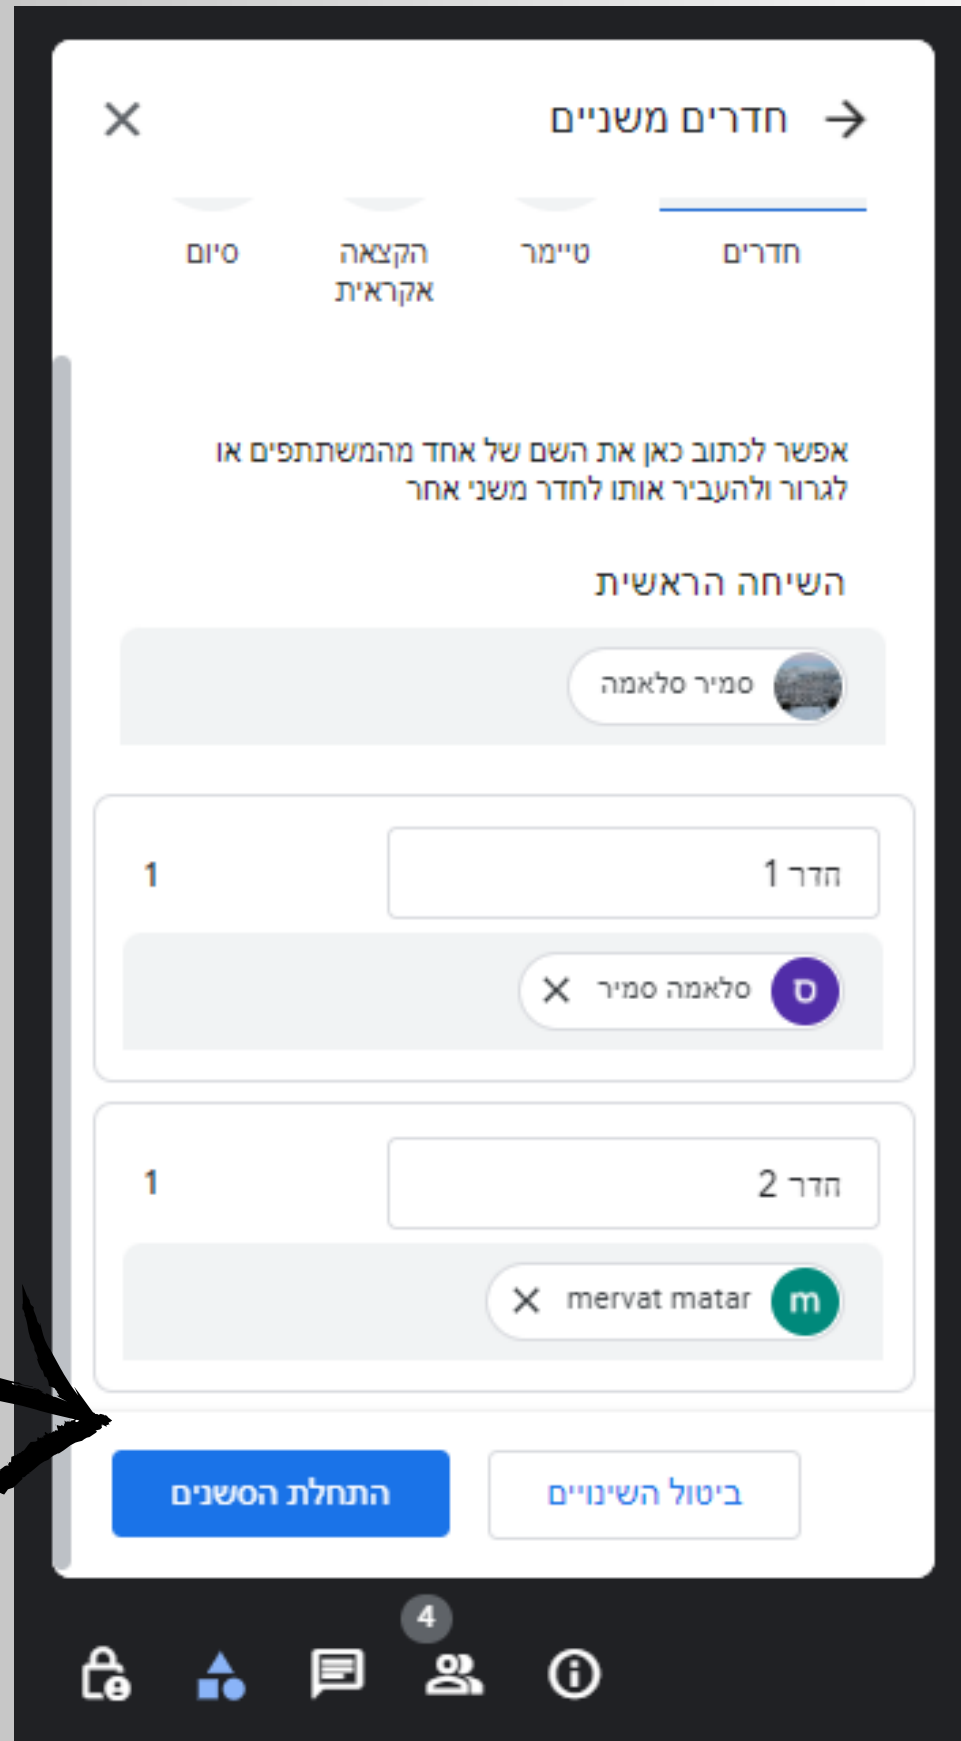 חדרים משניים
חדרים
טיימר
הקצאה
אקראית
סיום
אפשר לכתוב כאן את השם של אחד מהמשתתפים או
לגרור ולהעביר אותו לחדר משני אחר
השיחה הראשית
סמיר סלאמה
חדר 1
1
ס
סלאמה סמיר
חדר 2
1
m
mervat matar
ביטול השינויים
התחלת הסשנים
4